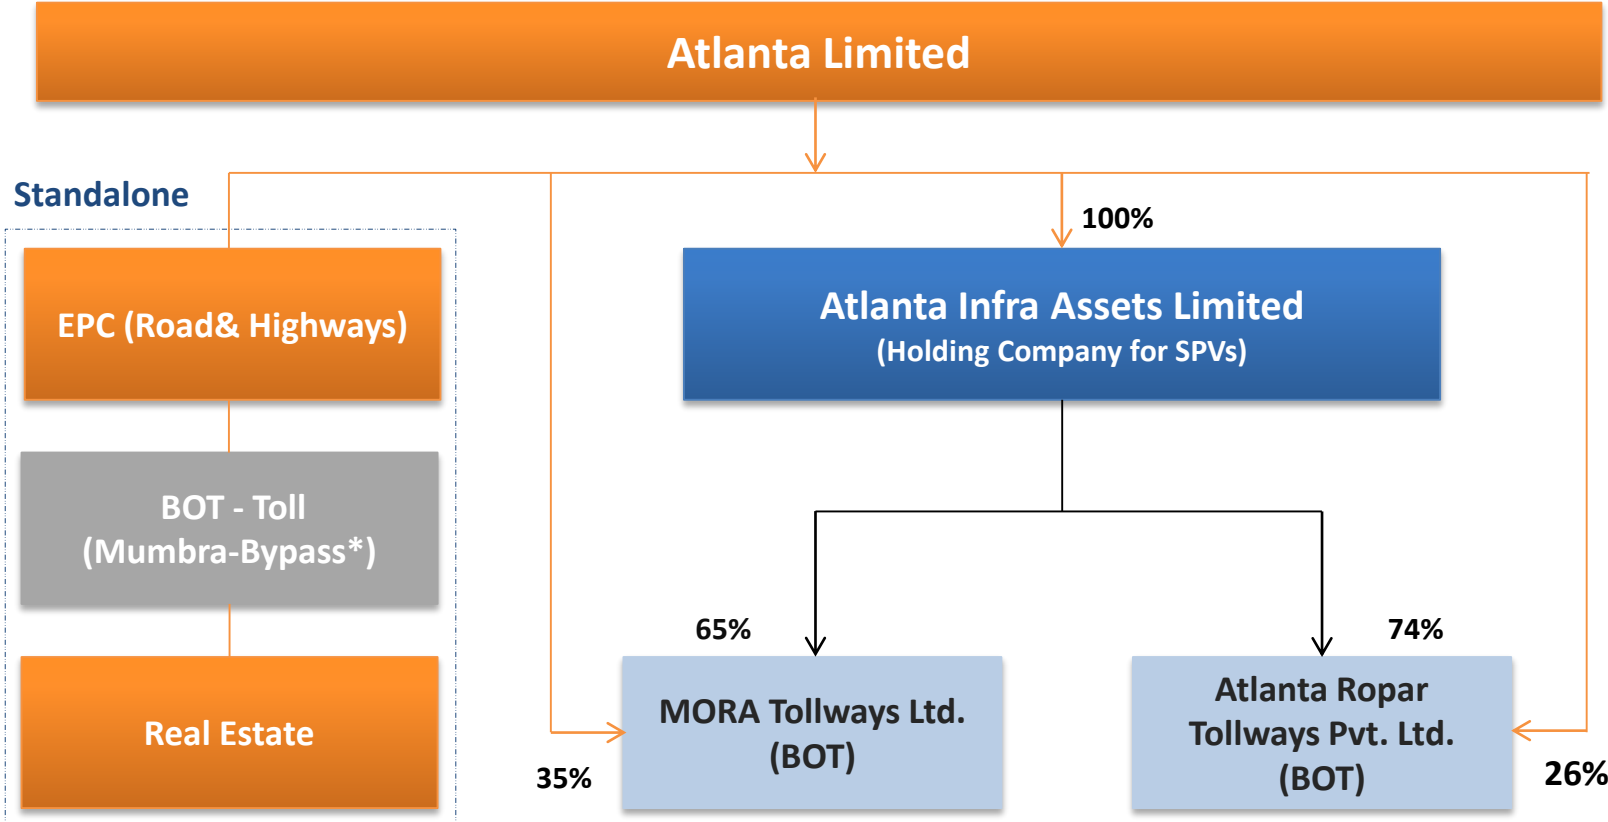 Atlanta Limited
Standalone
100%
EPC (Road& Highways)
Atlanta Infra Assets Limited
(Holding Company for SPVs)
BOT - Toll
(Mumbra-Bypass*)
65%
74%
Real Estate
MORA Tollways Ltd.
(BOT)
Atlanta Ropar
Tollways Pvt. Ltd.
(BOT)
35%
26%